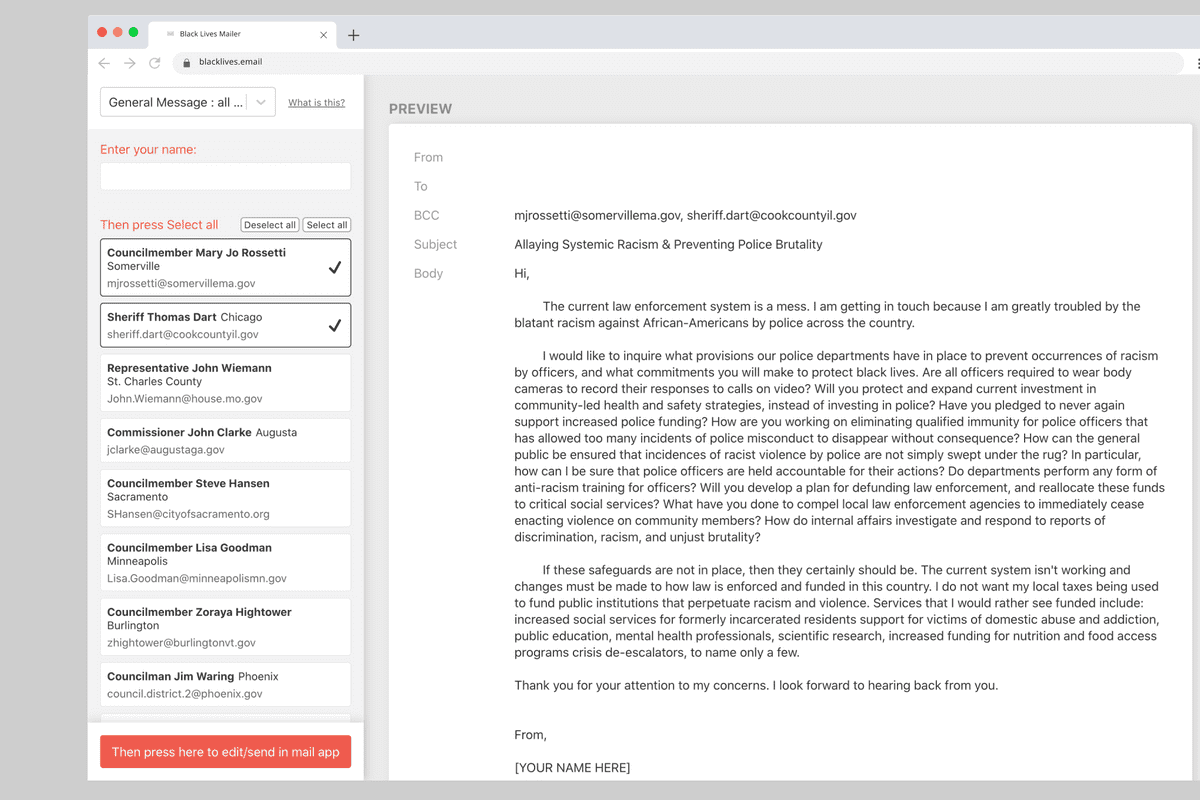 Black Lives Mailer
blacklives.email
General Message : all ...
What is this?
Enter your name:
Then press Select all
Deselect all
Select all
Councilmember Mary Jo Rossetti
Somerville
mjrossetti@somervillema.gov
Sheriff Thomas Dart Chicago
sheriff.dart@cookcountyil.gov
Representative John Wiemann
St. Charles County
John.Wiemann@house.mo.gov
Commissioner John Clarke Augusta
jclarke@augustaga.gov
Councilmember Steve Hansen
Sacramento
SHansen@cityofsacramento.org
Councilmember Lisa Goodman
Minneapolis
Lisa.Goodman@minneapolismn.gov
Councilmember Zoraya Hightower
Burlington
zhightower@burlingtonvt.gov
Councilman Jim Waring Phoenix
council.district.2@phoenix.gov
Then press here to edit/send in mail app
PREVIEW
From
To
BCC mjrossetti@somervillema.gov, sheriff.dart@cookcountyil.gov
Subject Allaying Systemic Racism & Preventing Police Brutality
Body Hi,
The current law enforcement system is a mess. I am getting in touch because I am greatly troubled by the
blatant racism against African-Americans by police across the country.
I would like to inquire what provisions our police departments have in place to prevent occurrences of racism
by officers, and what commitments you will make to protect black lives. Are all officers required to wear body
cameras to record their responses to calls on video? Will you protect and expand current investment in
community-led health and safety strategies, instead of investing in police? Have you pledged to never again
support increased police funding? How are you working on eliminating qualified immunity for police officers that
has allowed too many incidents of police misconduct to disappear without consequence? How can the general
public be ensured that incidences of racist violence by police are not simply swept under the rug? In particular,
how can I be sure that police officers are held accountable for their actions? Do departments perform any form of
anti-racism training for officers? Will you develop a plan for defunding law enforcement, and reallocate these funds
to critical social services? What have you done to compel local law enforcement agencies to immediately cease
enacting violence on community members? How do internal affairs investigate and respond to reports of
discrimination, racism, and unjust brutality?
If these safeguards are not in place, then they certainly should be. The current system isn't working and
changes must be made to how law is enforced and funded in this country. I do not want my local taxes being used
to fund public institutions that perpetuate racism and violence. Services that I would rather see funded include:
increased social services for formerly incarcerated residents support for victims of domestic abuse and addiction,
public education, mental health professionals, scientific research, increased funding for nutrition and food access
programs crisis de-escalators, to name only a few.
Thank you for your attention to my concerns. I look forward to hearing back from you.
From,
[YOUR NAME HERE]